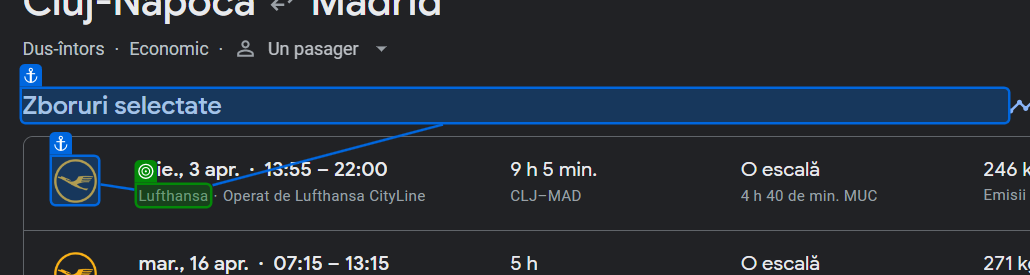 Cluj-Napoca Madrid
Dus-întors · Economic · Un pasager
Zboruri selectate
vie., 3 apr. · 13:55 – 22:00
9 h 5 min.
O escală
246 k
Lufthansa · Operat de Lufthansa CityLine
CLJ–MAD
4 h 40 de min. MUC
Emisii
mar., 16 apr. · 07:15 – 13:15
5 h
O escală
271 k